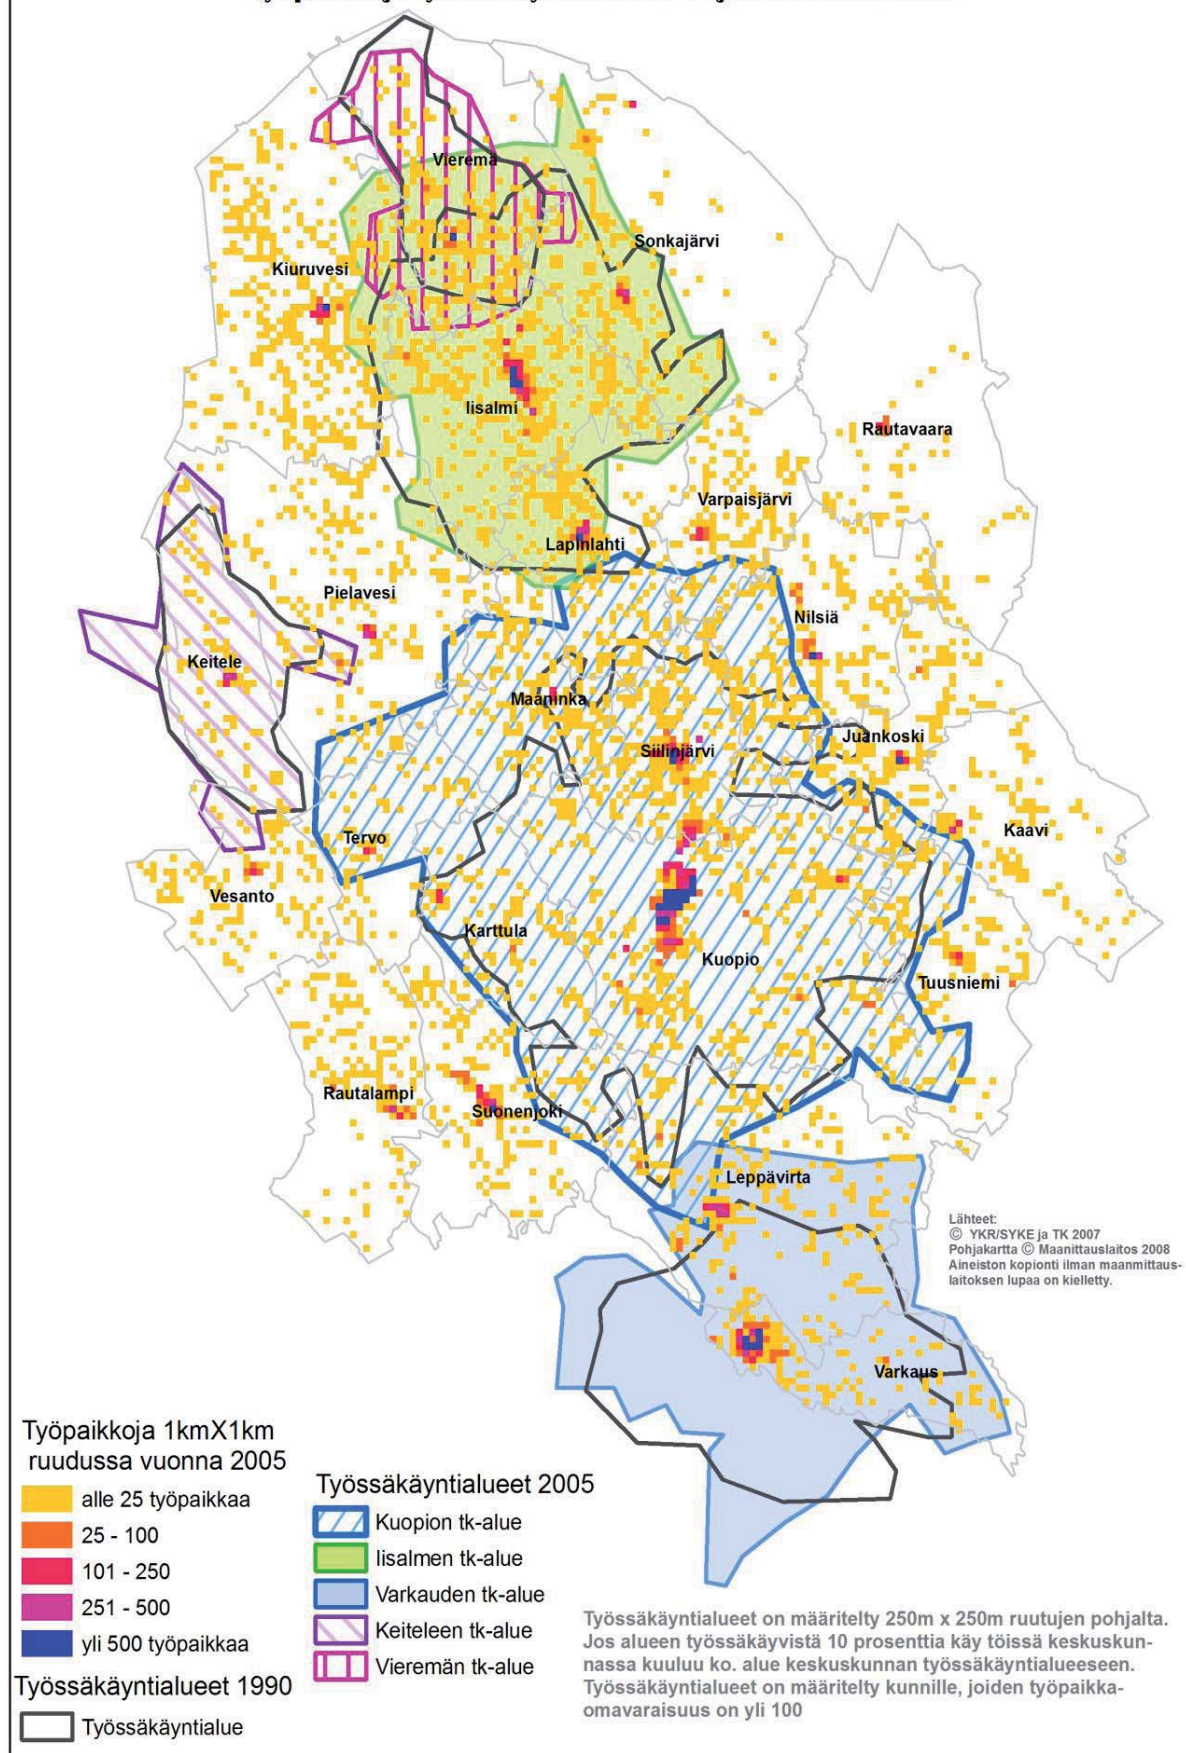 Vieremä
Sonkajärvi
Kiuruvesi
Iisalmi
Rautavaara
Varpaisjärvi
Lapinlahti
Pielavesi
Nilsiä
Keitele
Maaninka
Juankoski
Siilinjärvi
Kaavi
Tervo
Vesanto
Karttula
Kuopio
Tuusniemi
Rautalampi
Suonenjoki
Leppävirta
Lähteet:
© YKR/SYKE ja TK 2007
Pohjakartta © Maanittauslaitos 2008
Aineiston kopionti ilman maanmittaus-
laitoksen lupaa on kielletty.
Varkaus
Työpaikkoja 1kmX1km
ruudussa vuonna 2005
alle 25 työpaikkaa
25 - 100
101 - 250
251 - 500
yli 500 työpaikkaa
Työssäkäyntialueet 1990
Työssäkäyntialue
Työssäkäyntialueet 2005
Kuopion tk-alue
Iisalmen tk-alue
Varkauden tk-alue
Keiteleen tk-alue
Vieremän tk-alue
Työssäkäyntialueet on määritelty 250m x 250m ruutujen pohjalta.
Jos alueen työssäkäyvistä 10 prosenttia käy töissä keskuskun-
nassa kuuluu ko. alue keskuskunnan työssäkäyntialueeseen.
Työssäkäyntialueet on määritelty kunnille, joiden työpaikka-
omavaraisuus on yli 100